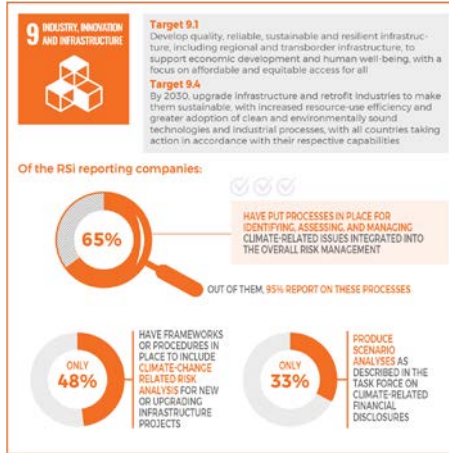 9 INDUSTRY, INNOVATION
AND INFRASTRUCTURE
Target 9.1
Develop quality, reliable, sustainable and resilient infrastruc-
ture, including regional and transborder infrastructure, to
support economic development and human well-being, with a
focus on affordable and equitable access for all
Target 9.4
By 2030, upgrade infrastructure and retrofit industries to make
them sustainable, with increased resource-use efficiency and
greater adoption of clean and environmentally sound
technologies and industrial processes, with all countries taking
action in accordance with their respective capabilities
Of the RSi reporting companies:
65%
HAVE PUT PROCESSES IN PLACE FOR
IDENTIFYING, ASSESSING, AND MANAGING
CLIMATE-RELATED ISSUES INTEGRATED INTO
THE OVERALL RISK MANAGEMENT
OUT OF THEM, 95% REPORT ON THESE PROCESSES
ONLY
48%
HAVE FRAMEWORKS
OR PROCEDURES IN
PLACE TO INCLUDE
CLIMATE-CHANGE
RELATED RISK
ANALYSIS FOR NEW
OR UPGRADING
INFRASTRUCTURE
PROJECTS
ONLY
33%
PRODUCE
SCENARIO
ANALYSES AS
DESCRIBED IN THE
TASK FORCE ON
CLIMATE-RELATED
FINANCIAL
DISCLOSURES